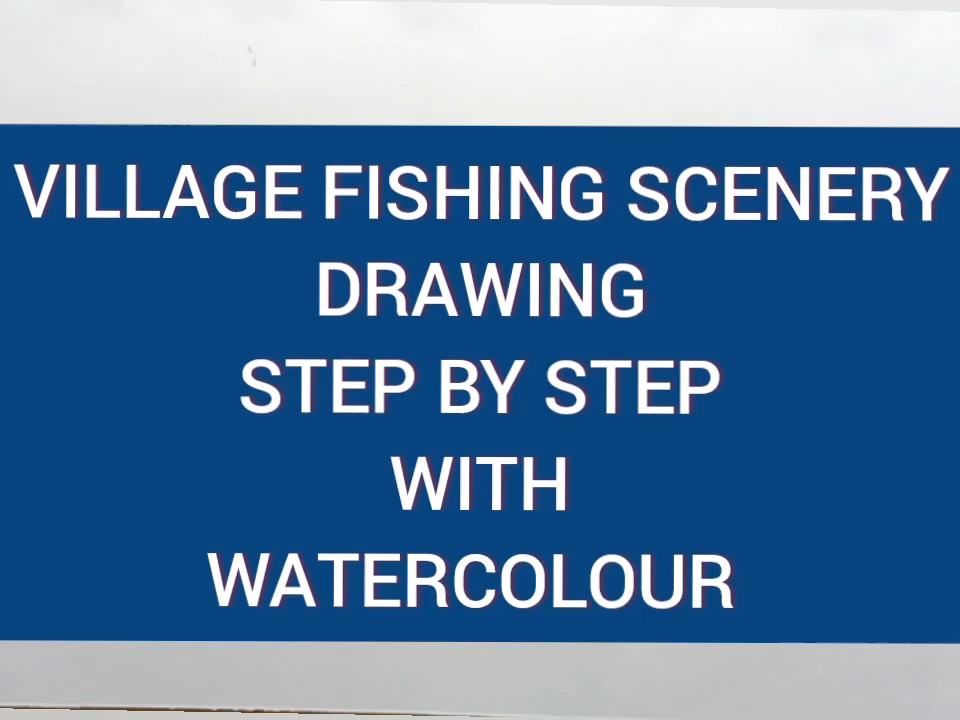 VILLAGE FISHING SCENERY
DRAWING
STEP BY STEP
WITH
WATERCOLOUR